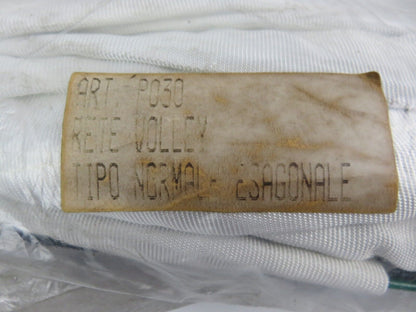 ART. P030
RETE VOLLEY
TIPO NORMALE ESAGONALE